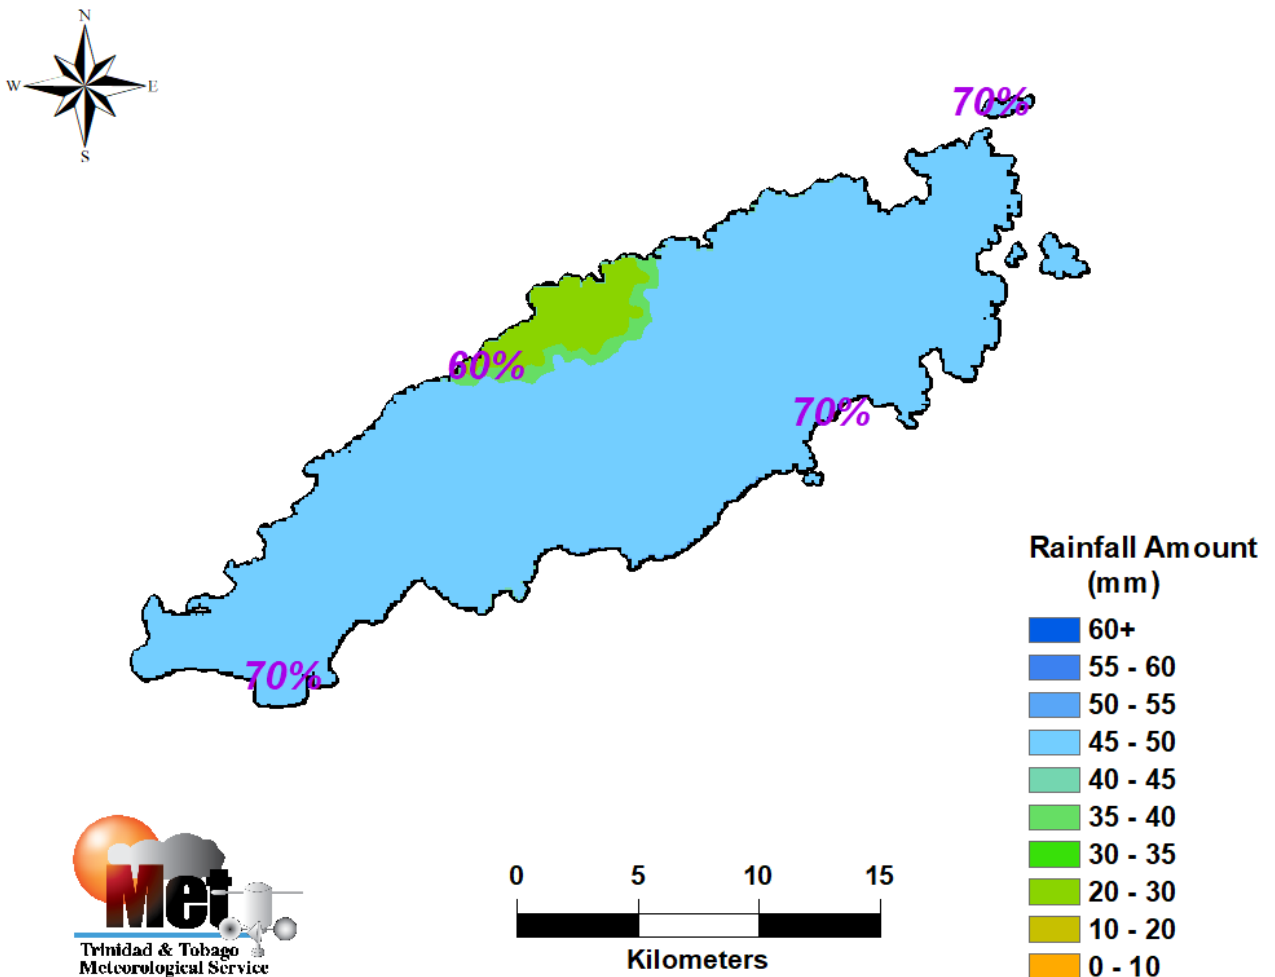 N
W
E
S
70%
60%
70%
70%
Rainfall Amount
(mm)
60+
55 - 60
50 - 55
45 - 50
40 - 45
35 - 40
30 - 35
20 - 30
10 - 20
0 - 10
0 5 10 15
Kilometers
Met
Trinidad & Tobago
Meteorological Service